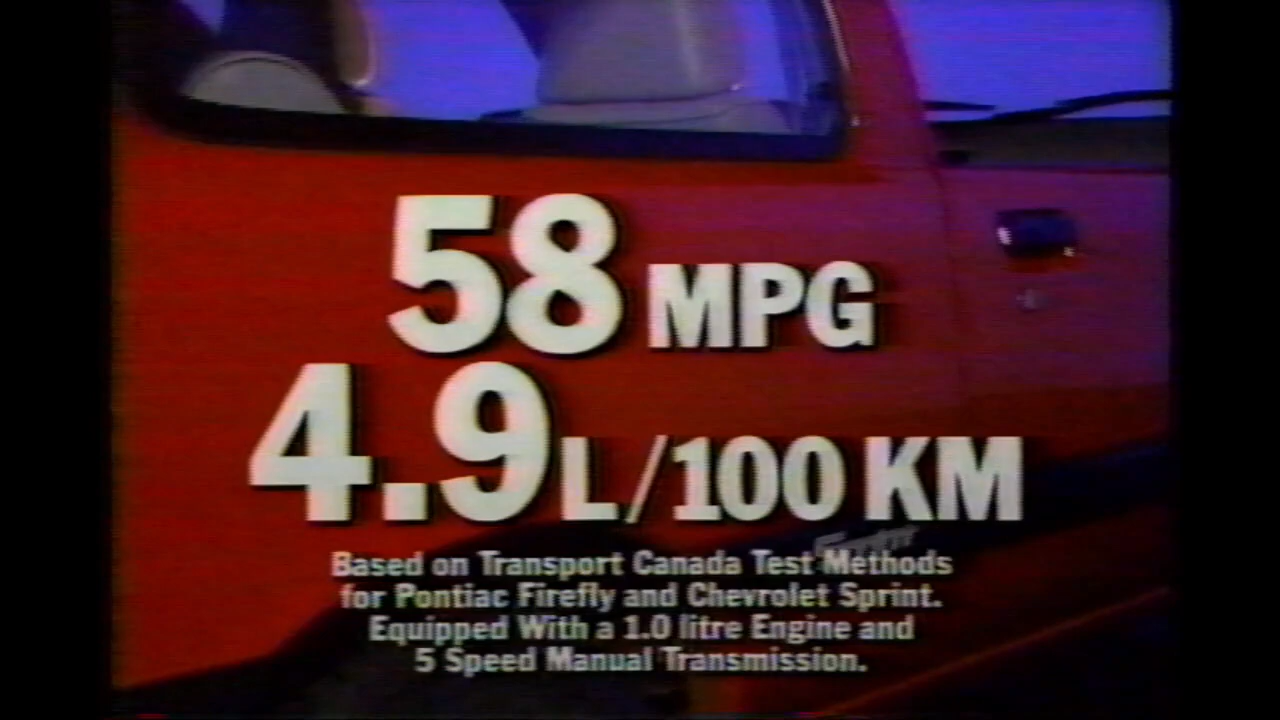 58 MPG
4.9 L/100 KM
Based on Transport Canada Test Methods
for Pontiac Firefly and Chevrolet Sprint.
Equipped With a 1.0 litre Engine and
5 Speed Manual Transmission.